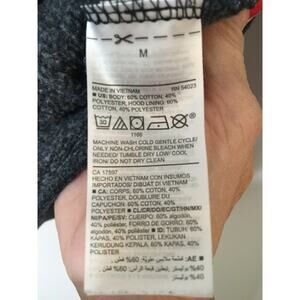 M
MADE IN VIETNAM RN 54023
■ US: BODY: 60% COTTON, 40%
POLYESTER, HOOD LINING: 60%
COTTON, 40% POLYESTER
30
1166
MACHINE WASH COLD GENTLE CYCLE/
ONLY NON-CHLORINE BLEACH WHEN
NEEDED/ TUMBLE DRY LOW/ COOL
IRON/ DO NOT DRY CLEAN
CA 17897
HECHO EN VIETNAM CON INSUMOS
IMPORTADOS/ DIBUAT DI VIETNAM
■ CA: CORPS: 60% COTON, 40%
POLYESTER, DOUBLURE DU
CAPUCHON: 60% COTON, 40%
POLYESTER
NI/PA/PE/SV: CUERPO: 60% algodón,
40% poliéster, FORRO DE GORRO: 60%
algodón, 40% poliéster ■ ID: TUBUH: 60%
KAPAS, 40% POLIESTER, LEKUKAN
KERUDUNG KEPALA: 60% KAPAS, 40%
POLIESTER